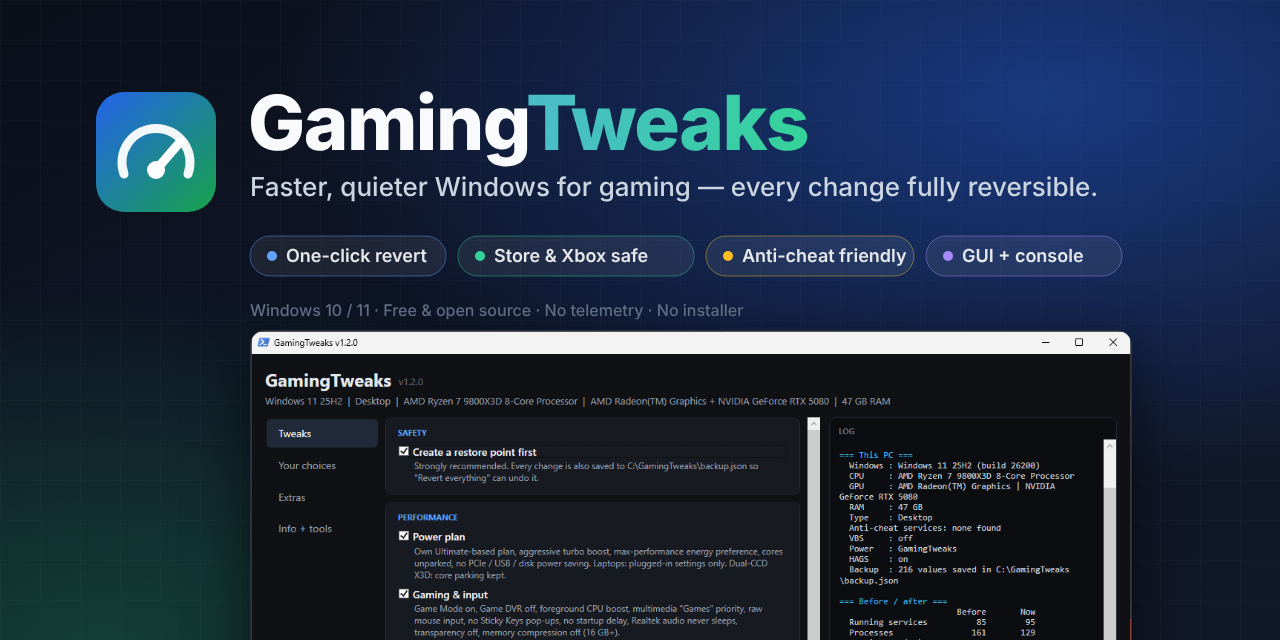 GamingTweaks
Faster, quieter Windows for gaming — every change fully reversible.
One-click revert
Store & Xbox safe
Anti-cheat friendly
GUI + console
Windows 10 / 11 · Free & open source · No telemetry · No installer
GamingTweaks v1.2.0
GamingTweaks v1.2.0
Windows 11 25H2 | Desktop | AMD Ryzen 7 9800X3D 8-Core Processor | AMD Radeon(TM) Graphics + NVIDIA GeForce RTX 5080 | 47 GB RAM
Tweaks
Your choices
Extras
Info + tools
SAFETY
Create a restore point first
Strongly recommended. Every change is also saved to C:\GamingTweaks\backup.json so
"Revert everything" can undo it.
PERFORMANCE
Power plan
Own Ultimate-based plan, aggressive turbo boost, max-performance energy preference, cores
unparked, no PCIe / USB / disk power saving. Laptops: plugged-in settings only. Dual-CCD
X3D: core parking kept.
Gaming & input
Game Mode on, Game DVR off, foreground CPU boost, multimedia "Games" priority, raw
mouse input, no Sticky Keys pop-ups, no startup delay, Realtek audio never sleeps,
transparency off, memory compression off (16 GB+).
LOG
=== This PC ===
Windows : Windows 11 25H2 (build 26200)
CPU : AMD Ryzen 7 9800X3D 8-Core Processor
GPU : AMD Radeon(TM) Graphics | NVIDIA
GeForce RTX 5080
RAM : 47 GB
Type : Desktop
Anti-cheat services: none found
VBS : off
Power : GamingTweaks
HAGS : on
Backup : 216 values saved in C:\GamingTweaks
\backup.json
=== Before / after ===
Before Now
Running services 85 95
Processes 161 129